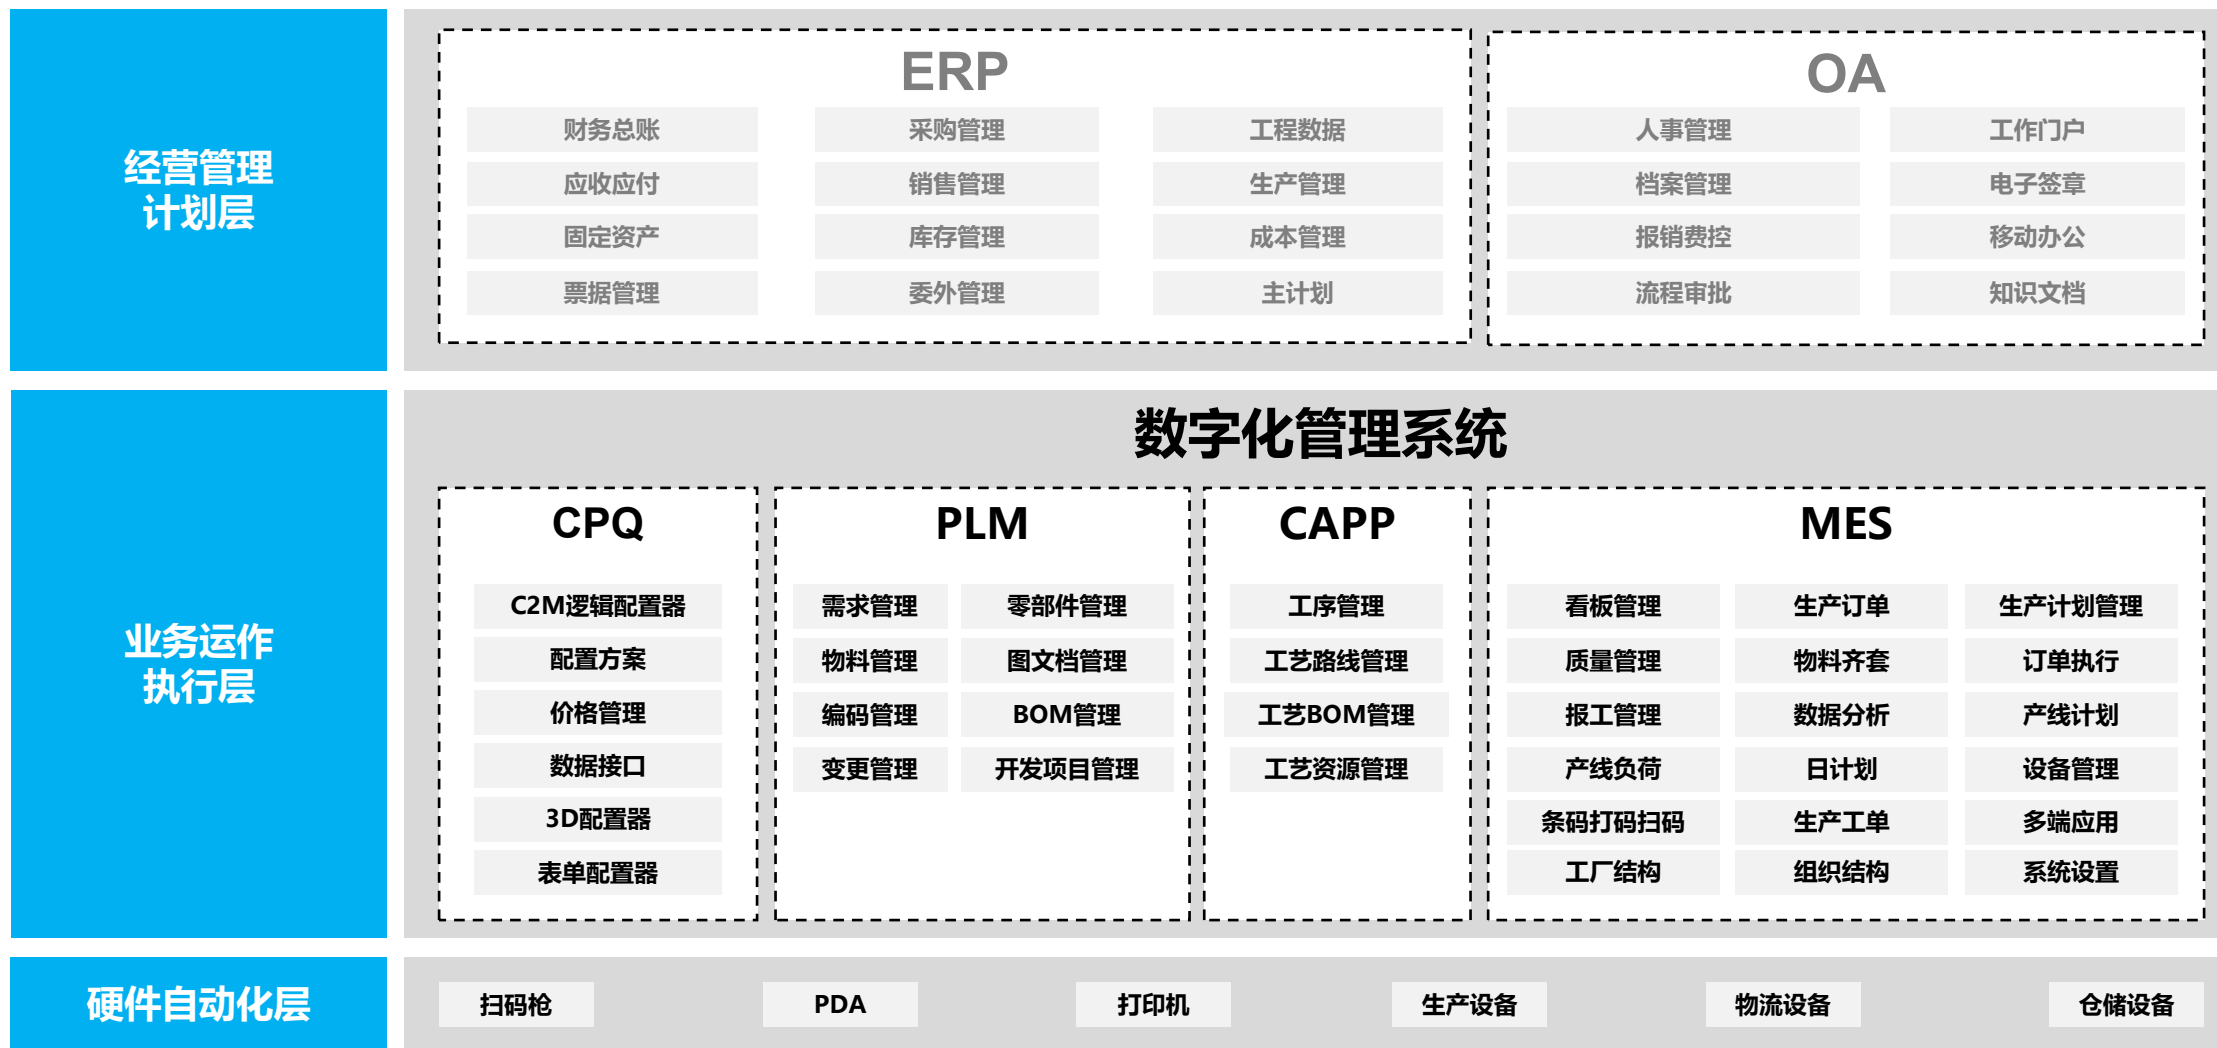 经营管理
计划层
ERP
财务总账 采购管理 工程数据
应收应付 销售管理 生产管理
固定资产 库存管理 成本管理
票据管理 委外管理 主计划
OA
人事管理 工作门户
档案管理 电子签章
报销费控 移动办公
流程审批 知识文档
业务运作
执行层
数字化管理系统
CPQ
C2M逻辑配置器
配置方案
价格管理
数据接口
3D配置器
表单配置器
PLM
需求管理 零部件管理
物料管理 图文档管理
编码管理 BOM管理
变更管理 开发项目管理
CAPP
工序管理
工艺路线管理
工艺BOM管理
工艺资源管理
MES
看板管理 生产订单 生产计划管理
质量管理 物料齐套 订单执行
报工管理 数据分析 产线计划
产线负荷 日计划 设备管理
条码打码扫码 生产工单 多端应用
工厂结构 组织结构 系统设置
硬件自动化层
扫码枪 PDA 打印机 生产设备 物流设备 仓储设备